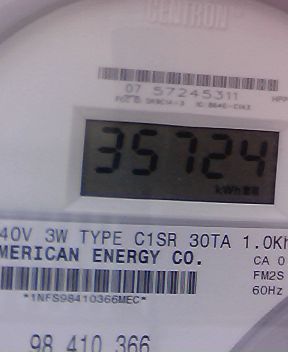 CENTRON
07 57245311
35724
kWh
40V 3W TYPE C1SR 30TA 1.0Kh
MERICAN ENERGY CO.
CA 0
FM2S
60Hz
*1NFS98410366MEC*
98 410 366